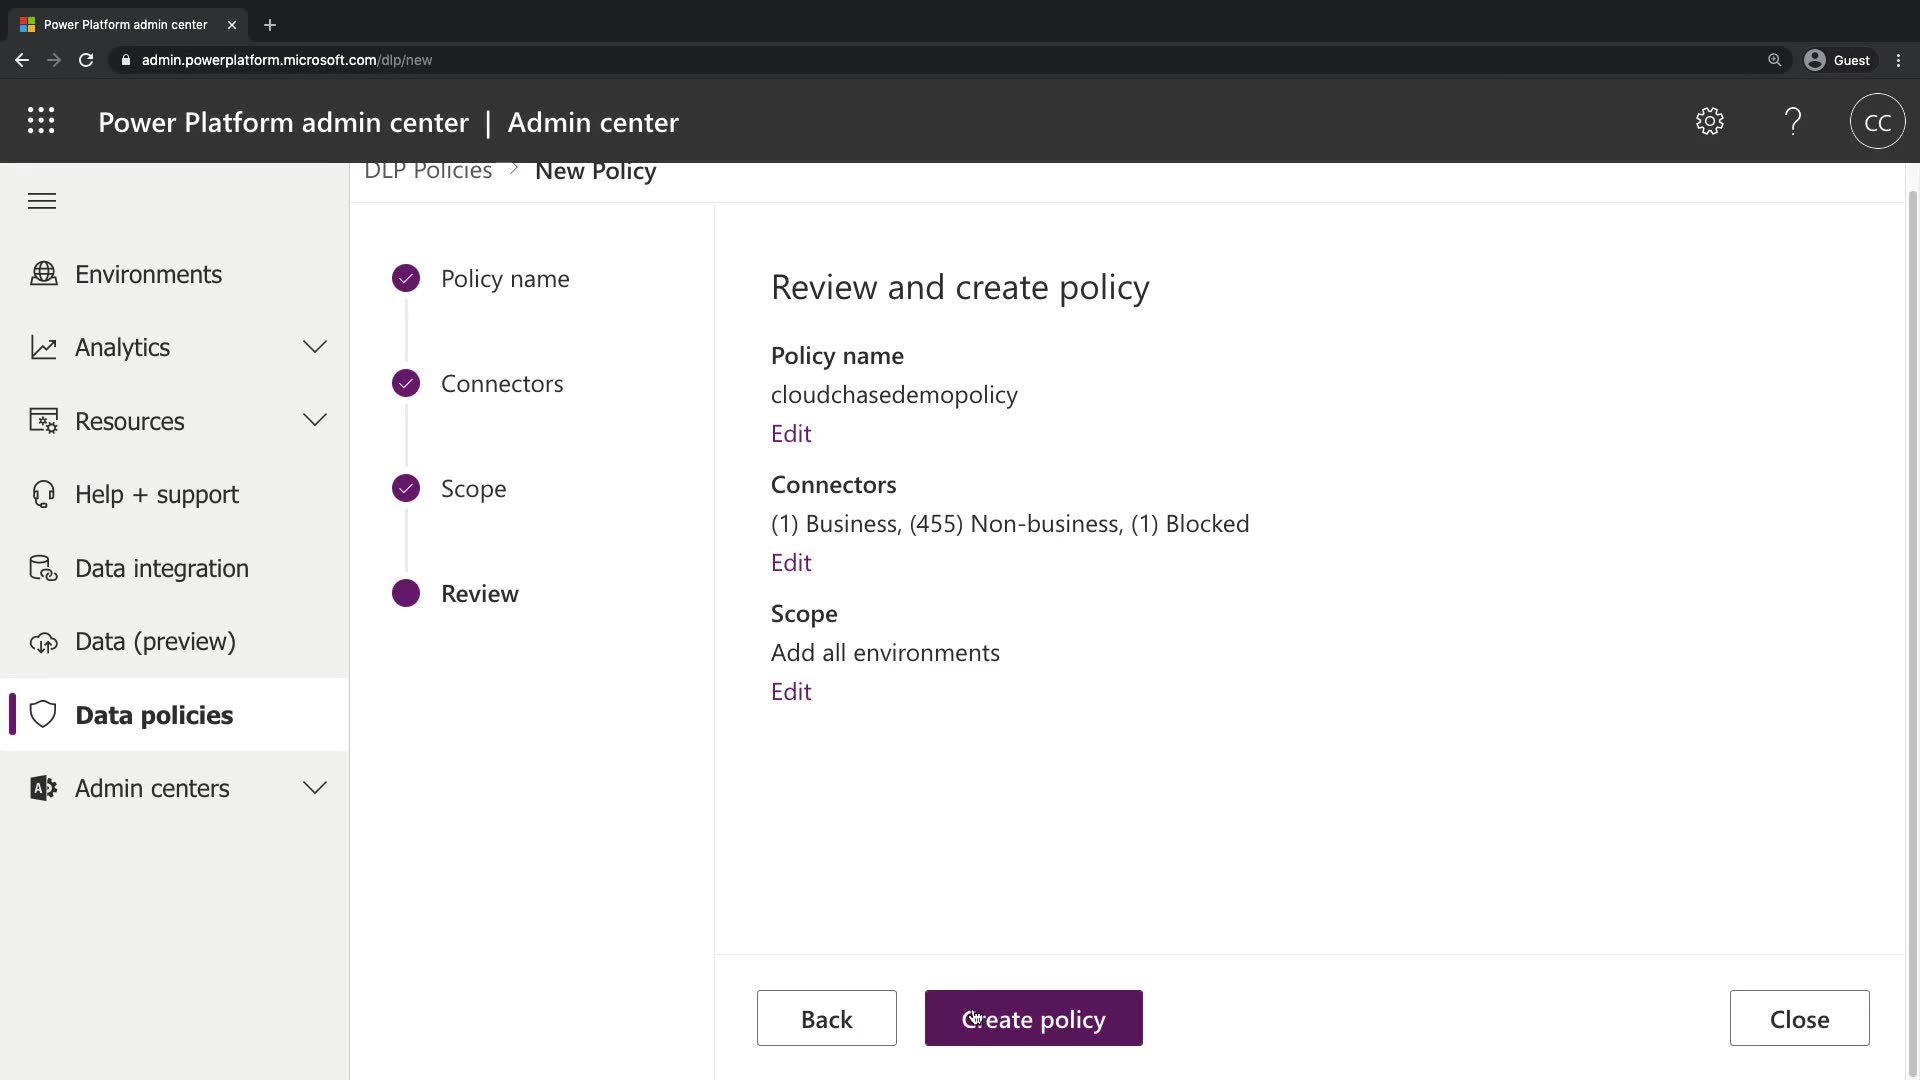 Power Platform admin center
admin.powerplatform.microsoft.com/dlp/new
Guest
Power Platform admin center | Admin center
CC
DLP Policies > New Policy
Environments
Analytics
Resources
Help + support
Data integration
Data (preview)
Data policies
Admin centers
Policy name
Connectors
Scope
Review
Review and create policy
Policy name
cloudchasedemopolicy
Edit
Connectors
(1) Business, (455) Non-business, (1) Blocked
Edit
Scope
Add all environments
Edit
Back
Create policy
Close